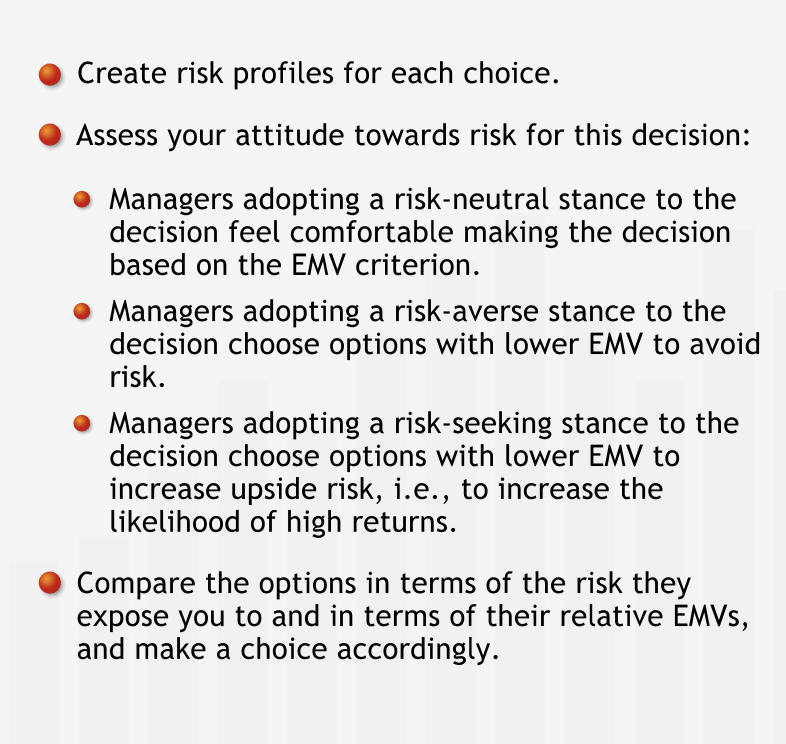 Create risk profiles for each choice.
Assess your attitude towards risk for this decision:
Managers adopting a risk-neutral stance to the
decision feel comfortable making the decision
based on the EMV criterion.
Managers adopting a risk-averse stance to the
decision choose options with lower EMV to avoid
risk.
Managers adopting a risk-seeking stance to the
decision choose options with lower EMV to
increase upside risk, i.e., to increase the
likelihood of high returns.
Compare the options in terms of the risk they
expose you to and in terms of their relative EMVs,
and make a choice accordingly.